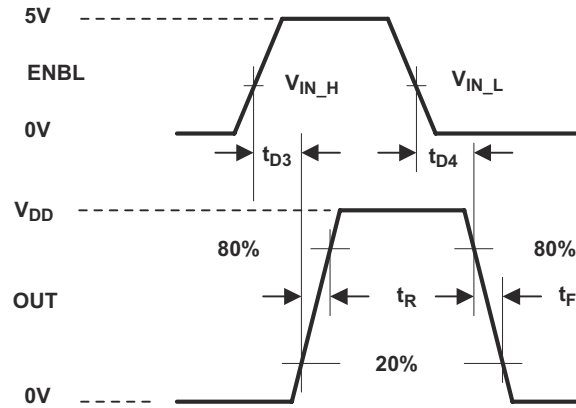 5V
ENBL
V_IN_H
V_IN_L
0V
t_D3
t_D4
V_DD
80%
80%
OUT
t_R
t_F
20%
0V